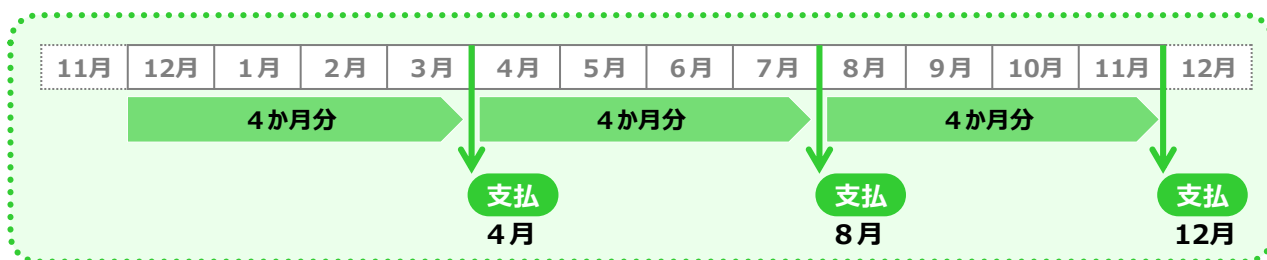 11月 12月 1月 2月 3月 4月 5月 6月 7月 8月 9月 10月 11月 12月
4か月分 4か月分 4か月分
支払 支払 支払
4月 8月 12月